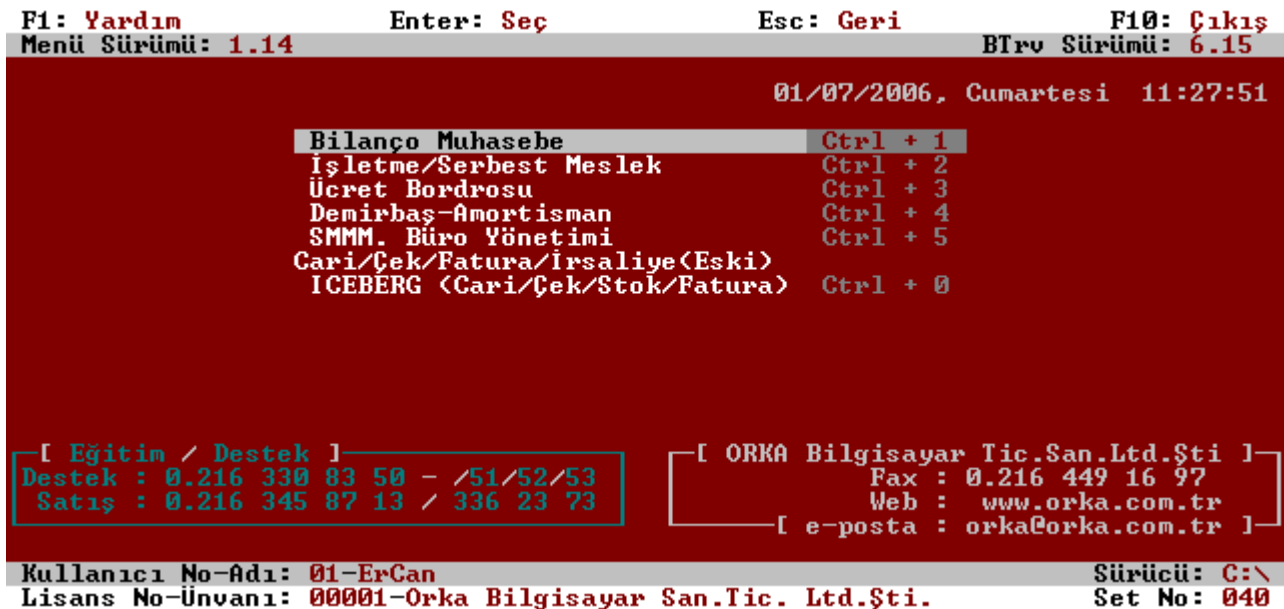 F1: Yardım Enter: Seç Esc: Geri F10: Çıkış
Menü Sürümü: 1.14 BTrv Sürümü: 6.15
01/07/2006, Cumartesi 11:27:51
Bilanço Muhasebe Ctrl + 1
İşletme/Serbest Meslek Ctrl + 2
Ücret Bordrosu Ctrl + 3
Demirbaş-Amortisman Ctrl + 4
SMMM. Büro Yönetimi Ctrl + 5
Cari/Çek/Fatura/İrsaliye(Eski)
ICEBERG (Cari/Çek/Stok/Fatura) Ctrl + 0
[ Eğitim / Destek ]
Destek : 0.216 330 83 50 - /51/52/53
Satış : 0.216 345 87 13 / 336 23 73
[ ORKA Bilgisayar Tic.San.Ltd.Şti ]
Fax : 0.216 449 16 97
Web : www.orka.com.tr
[ e-posta : orka@orka.com.tr ]
Kullanıcı No-Adı: 01-ErCan Sürücü: C:\
Lisans No-Ünvanı: 00001-Orka Bilgisayar San.Tic. Ltd.Şti. Set No: 040